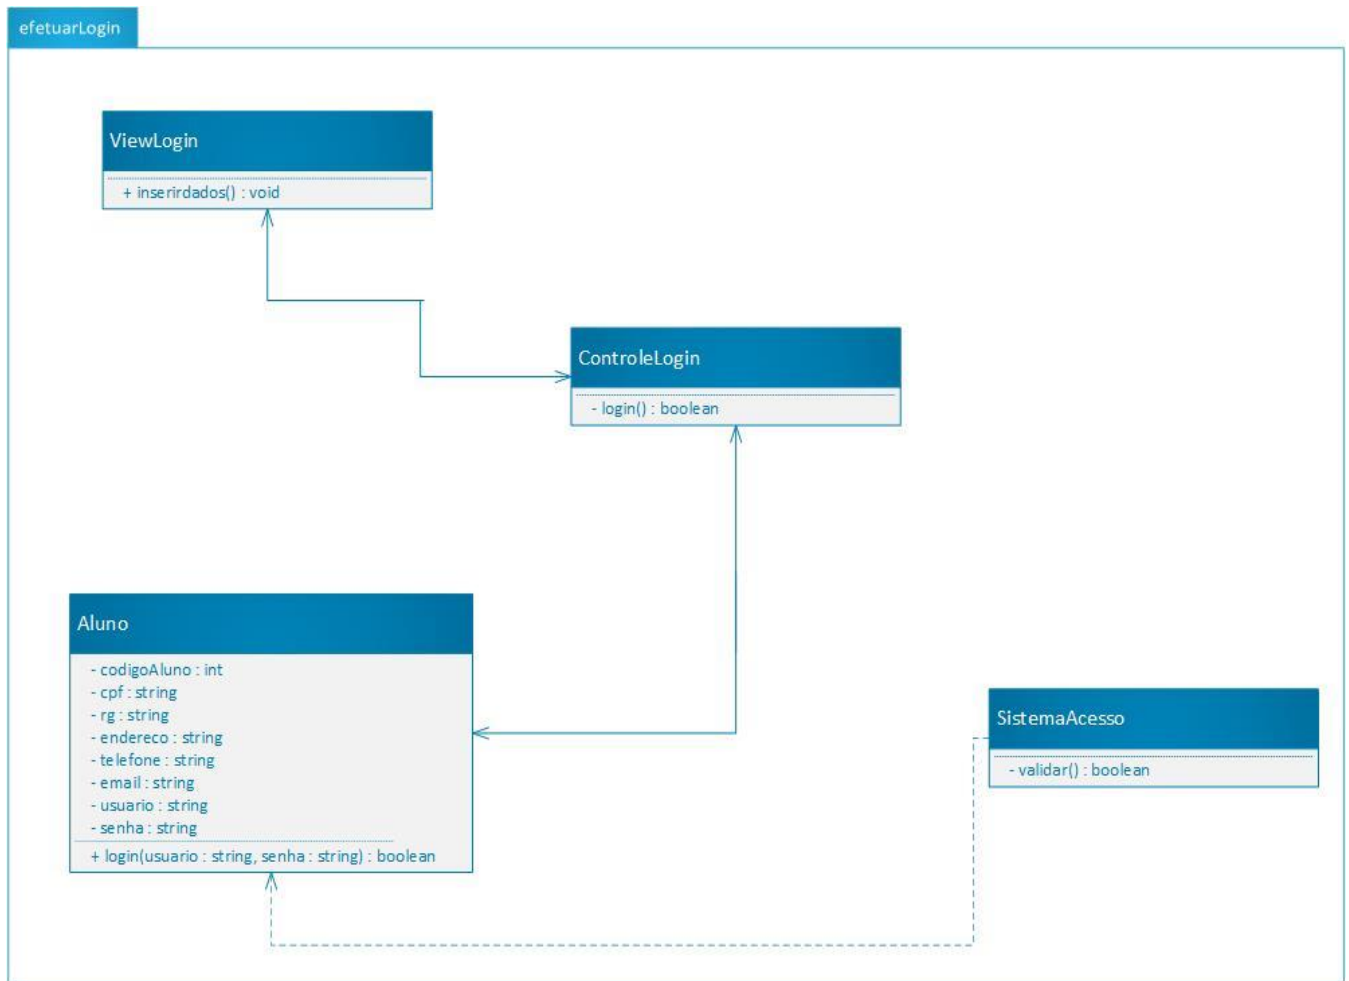 efetuarLogin
ViewLogin
+ inserirdados() : void
ControleLogin
- login() : boolean
Aluno
- codigoAluno : int
- cpf : string
- rg : string
- endereco : string
- telefone : string
- email : string
- usuario : string
- senha : string
+ login(usuario : string, senha : string) : boolean
SistemaAcesso
- validar() : boolean